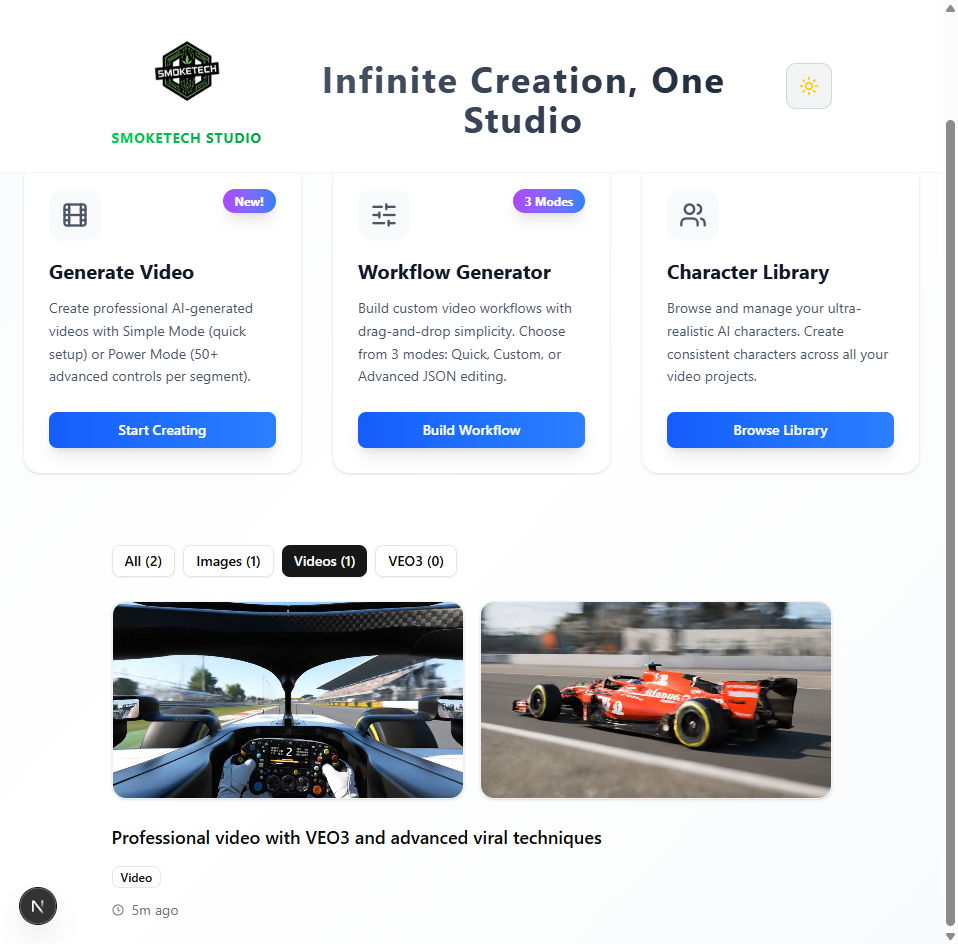 SMOKETECH
SMOKETECH STUDIO
Infinite Creation, One
Studio
New!
Generate Video
Create professional AI-generated
videos with Simple Mode (quick
setup) or Power Mode (50+
advanced controls per segment).
Start Creating
3 Modes
Workflow Generator
Build custom video workflows with
drag-and-drop simplicity. Choose
from 3 modes: Quick, Custom, or
Advanced JSON editing.
Build Workflow
Character Library
Browse and manage your ultra-
realistic AI characters. Create
consistent characters across all your
video projects.
Browse Library
All (2)
Images (1)
Videos (1)
VEO3 (0)
2
1
Professional video with VEO3 and advanced viral techniques
Video
5m ago
N